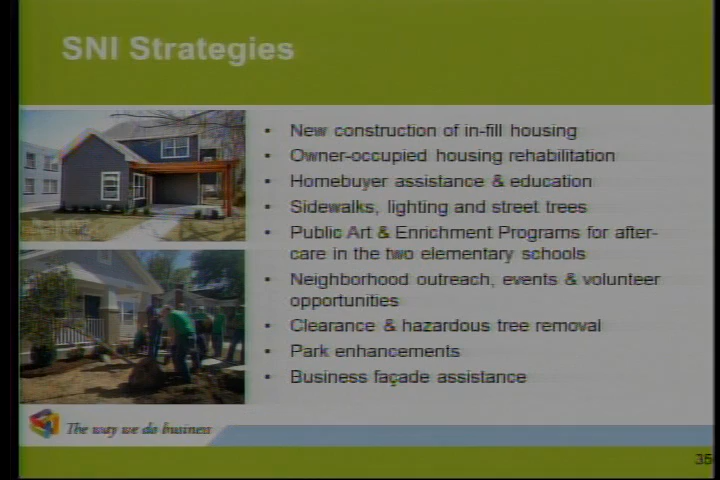 SNI Strategies
• New construction of in-fill housing
• Owner-occupied housing rehabilitation
• Homebuyer assistance & education
• Sidewalks, lighting and street trees
• Public Art & Enrichment Programs for after-
care in the two elementary schools
• Neighborhood outreach, events & volunteer
opportunities
• Clearance & hazardous tree removal
• Park enhancements
• Business façade assistance
The way we do business
35